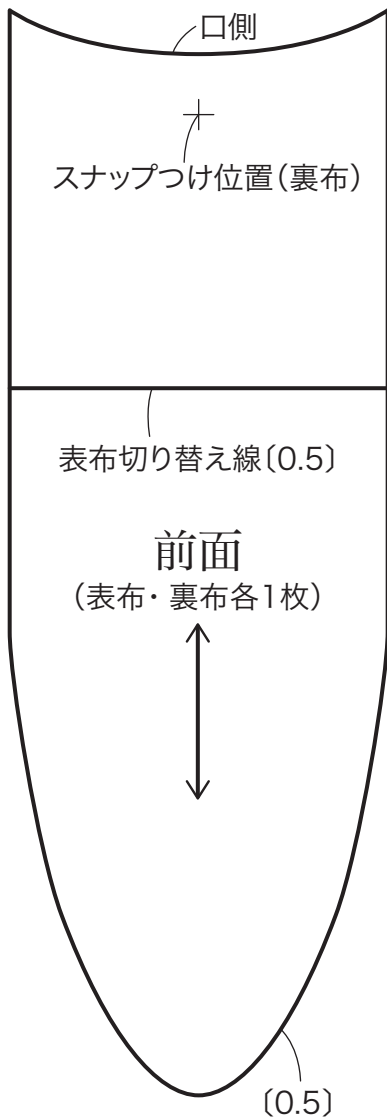 口側
スナップつけ位置(裏布)
表布切り替え線〔0.5〕
前面
(表布・裏布各1枚)
〔0.5〕